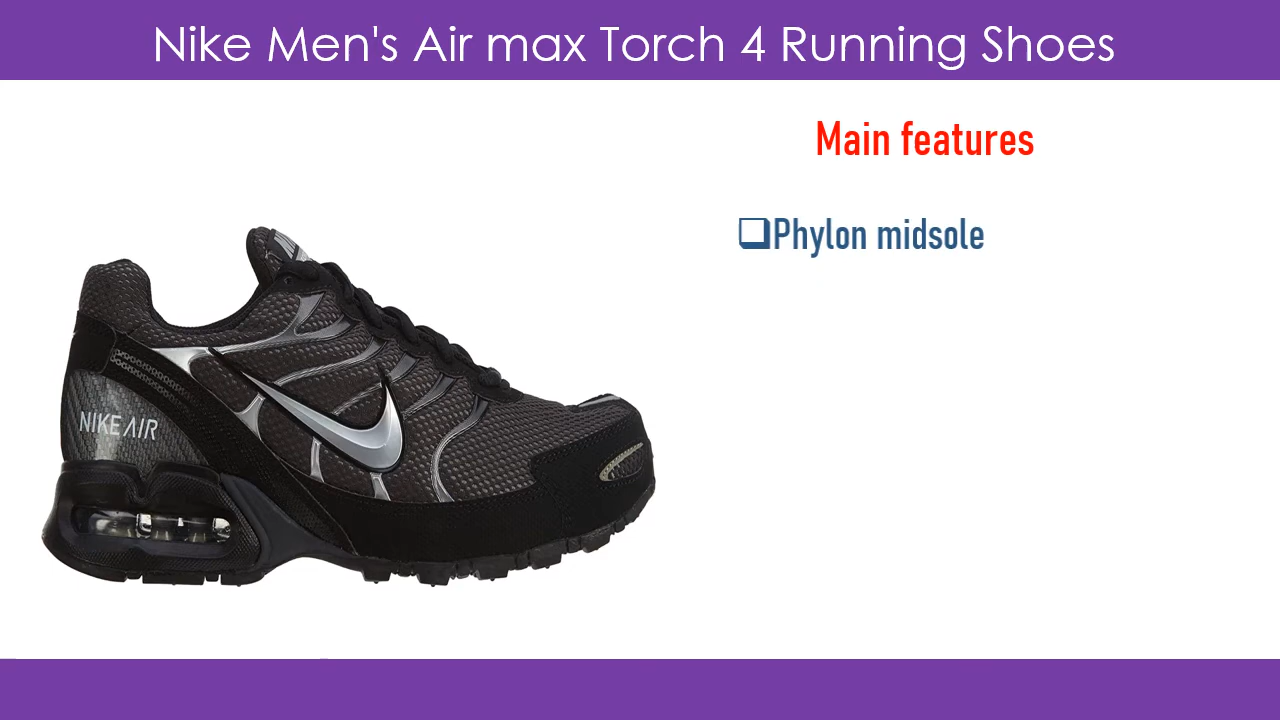 Nike Men's Air max Torch 4 Running Shoes
Main features
❑Phylon midsole
NIKE AIR